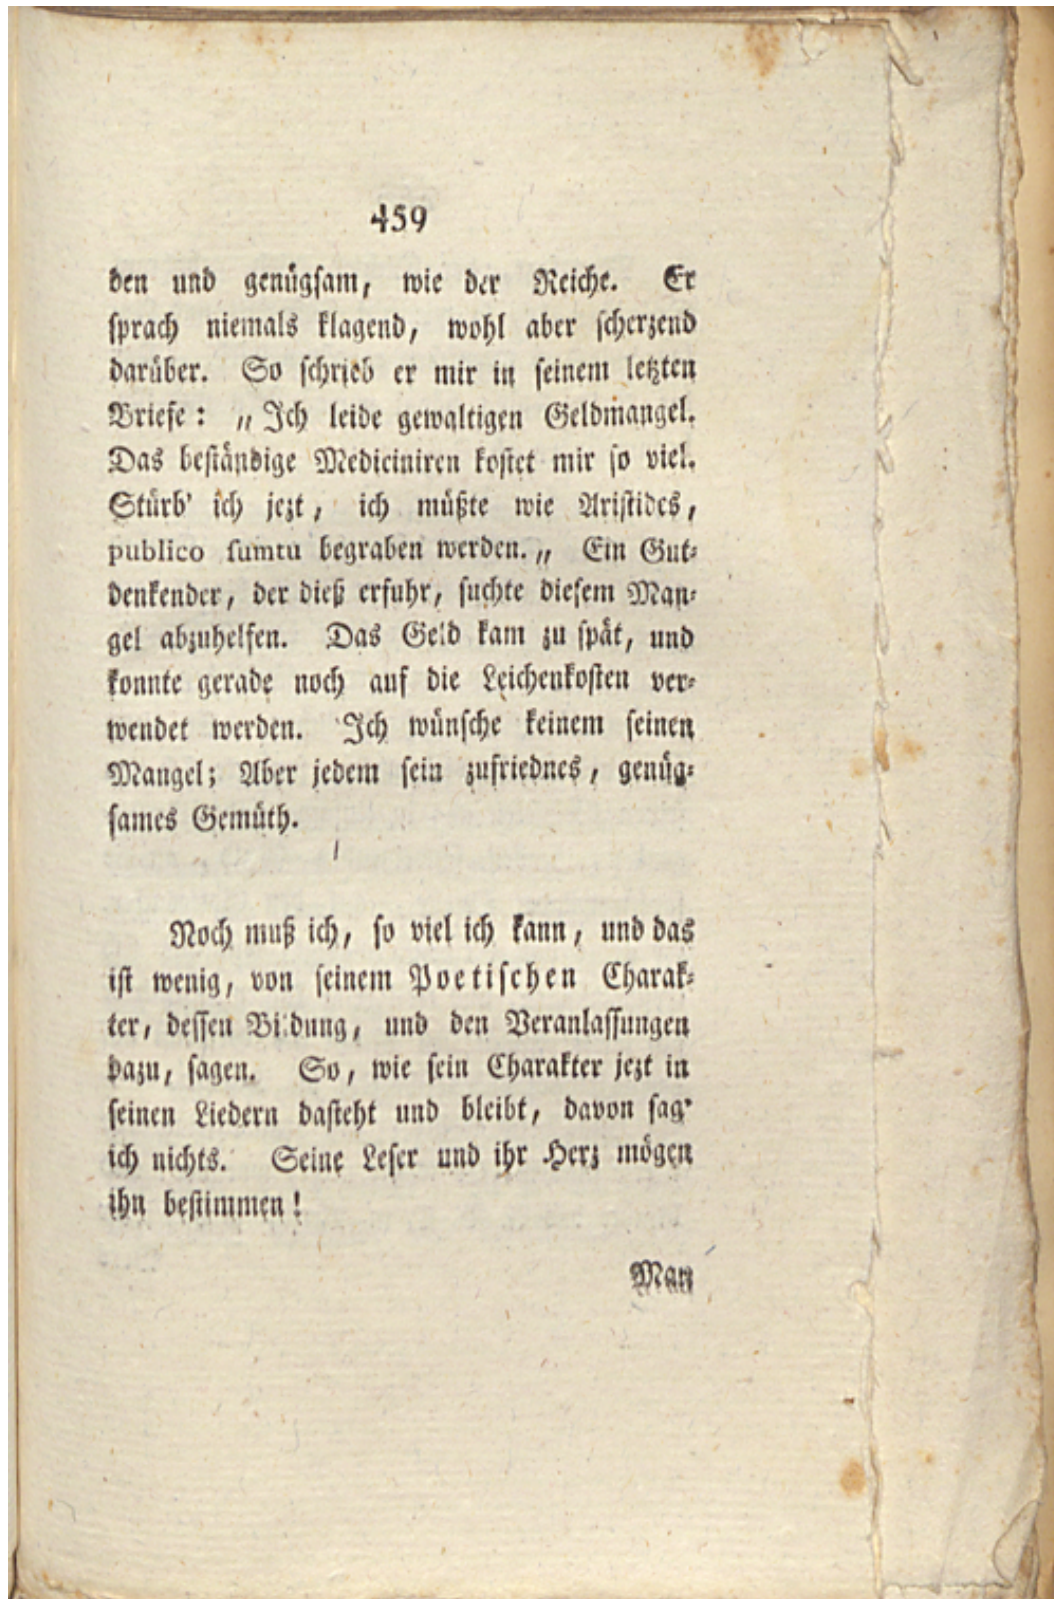 459
den und genügsam, wie der Reiche. Er
sprach niemals klagend, wohl aber scherzend
darüber. So schrieb er mir in seinem letzten
Briefe: „Ich leide gewaltigen Geldmangel.
Das beständige Mediciniren kostet mir so viel.
Stürb' ich jezt, ich müßte wie Aristides,
publico sumtu begraben werden.„ Ein Gut-
denkender, der dieß erfuhr, suchte diesem Man-
gel abzuhelfen. Das Geld kam zu spät, und
konnte gerade noch auf die Leichenkosten ver-
wendet werden. Ich wünsche keinem seinen
Mangel; Aber jedem sein zufriednes, genüg-
sames Gemüth.
Noch muß ich, so viel ich kann, und das
ist wenig, von seinem Poetischen Charak-
ter, dessen Bildung, und den Veranlassungen
dazu, sagen. So, wie sein Charakter jezt in
seinen Liedern dasteht und bleibt, davon sag'
ich nichts. Seine Leser und ihr Herz mögen
ihn bestimmen!
Man